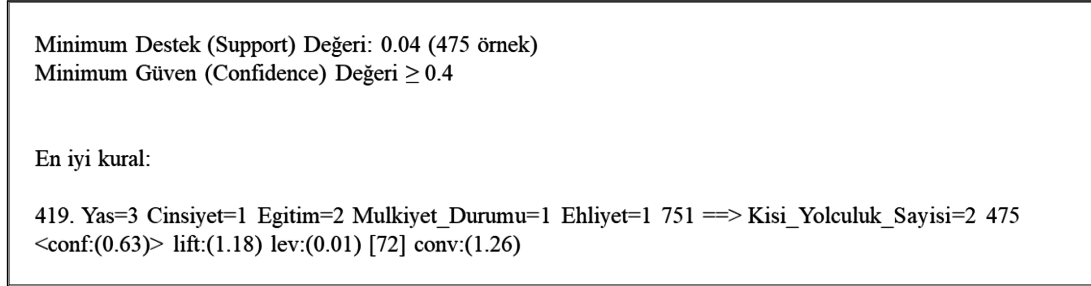 Minimum Destek (Support) Değeri: 0.04 (475 örnek)
Minimum Güven (Confidence) Değeri ≥ 0.4
En iyi kural:
419. Yas=3 Cinsiyet=1 Egitim=2 Mulkiyet_Durumu=1 Ehliyet=1 751 ==> Kisi_Yolculuk_Sayisi=2 475
<conf:(0.63)> lift:(1.18) lev:(0.01) [72] conv:(1.26)